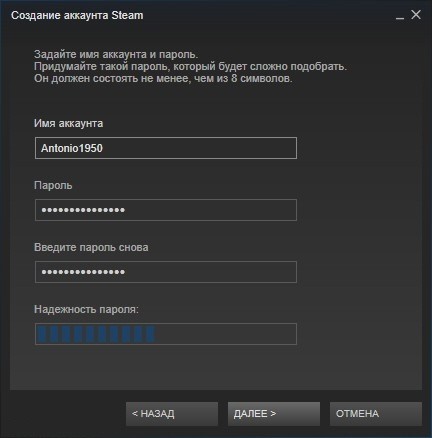 Создание аккаунта Steam
Задайте имя аккаунта и пароль.
Придумайте такой пароль, который будет сложно подобрать.
Он должен состоять не менее, чем из 8 символов.
Имя аккаунта
Antonio1950
Пароль
•••••••••••••••
Введите пароль снова
•••••••••••••••
Надежность пароля:
< НАЗАД ДАЛЕЕ > ОТМЕНА